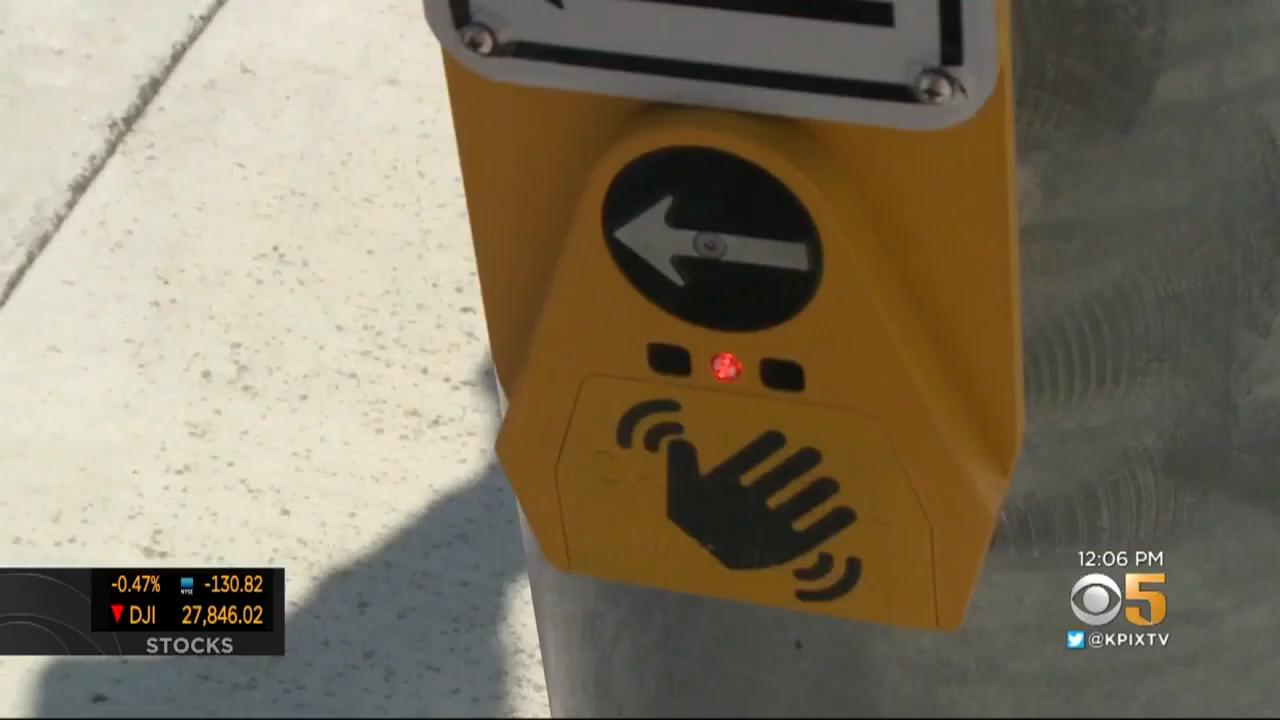 -0.47% NYSE -130.82
DJI 27,846.02
STOCKS
12:06 PM
5
@KPIXTV